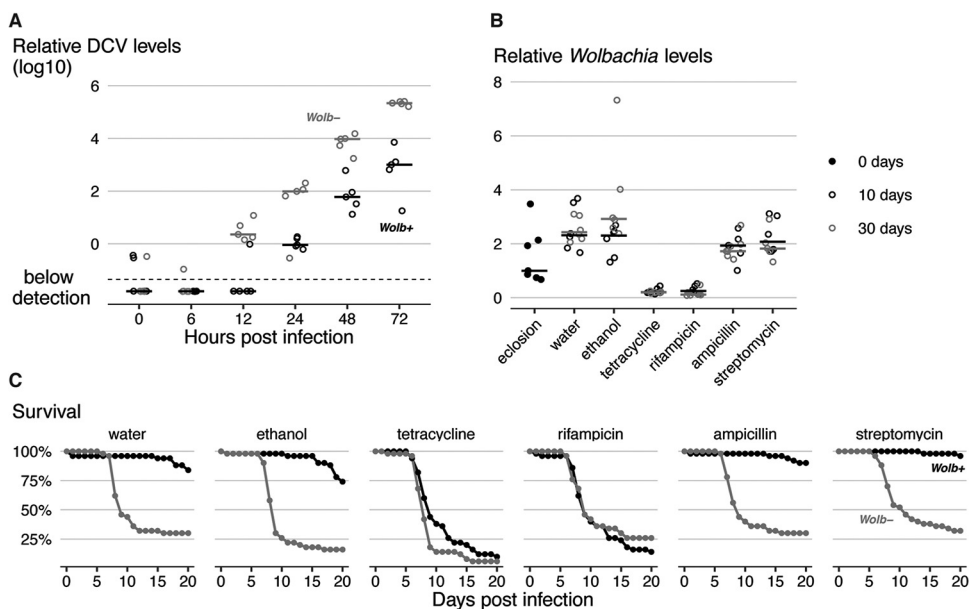 A
Relative DCV levels
(log10)
6
4
2
0
below
detection
Wolb–
Wolb+
0 6 12 24 48 72
Hours post infection
B
Relative Wolbachia levels
8
6
4
2
0
eclosion
water
ethanol
tetracycline
rifampicin
ampicillin
streptomycin
0 days
10 days
30 days
C
Survival
water ethanol tetracycline rifampicin ampicillin streptomycin
100%
75%
50%
25%
Wolb+
Wolb–
0 5 10 15 20 0 5 10 15 20 0 5 10 15 20 0 5 10 15 20 0 5 10 15 20 0 5 10 15 20
Days post infection